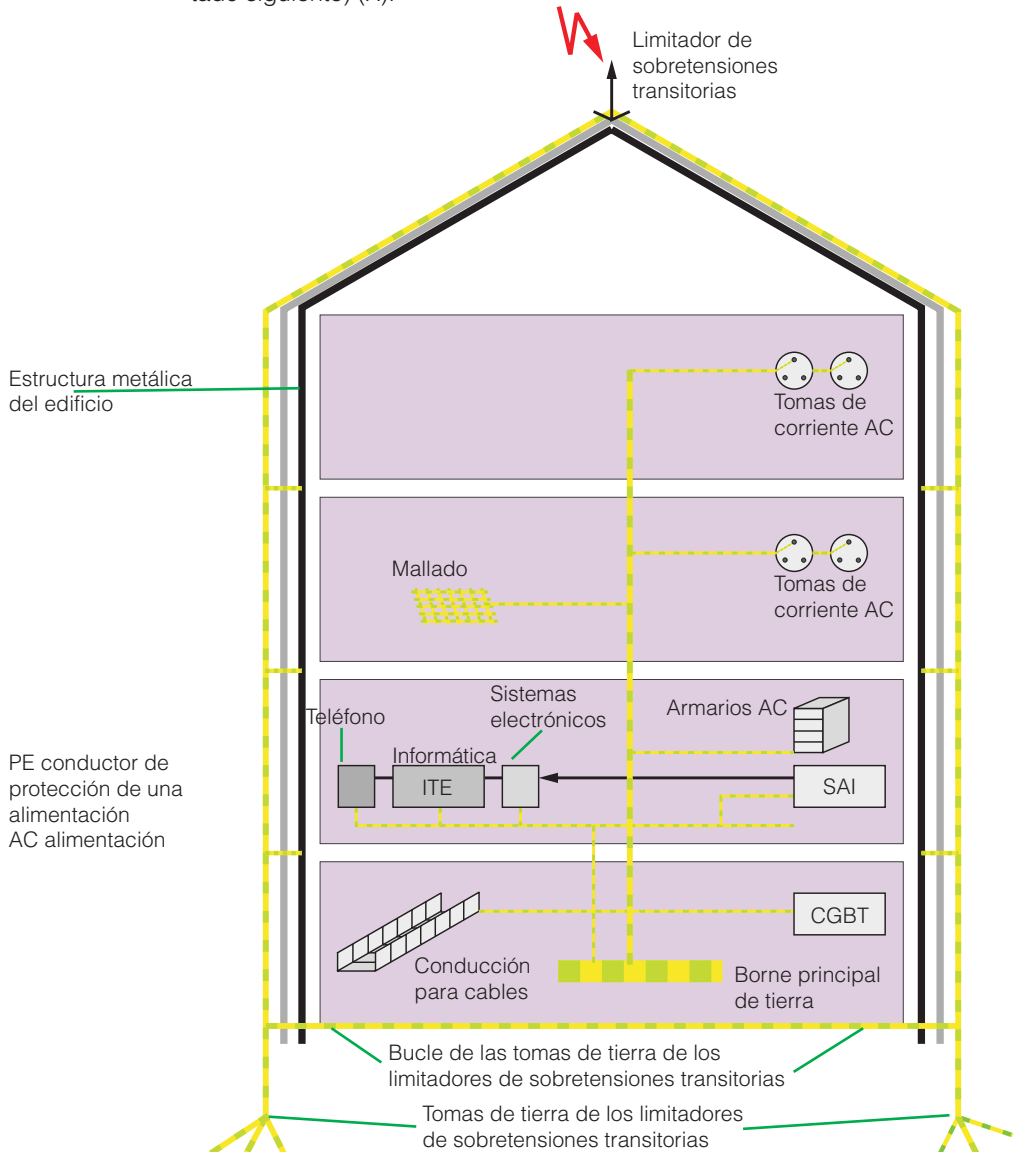 tado siguiente) (R).
Limitador de
sobretensiones
transitorias
Estructura metálica
del edificio
Tomas de
corriente AC
Mallado
Tomas de
corriente AC
Teléfono
Sistemas
electrónicos
Armarios AC
Informática
ITE
SAI
PE conductor de
protección de una
alimentación
AC alimentación
CGBT
Conducción
para cables
Borne principal
de tierra
Bucle de las tomas de tierra de los
limitadores de sobretensiones transitorias
Tomas de tierra de los limitadores
de sobretensiones transitorias